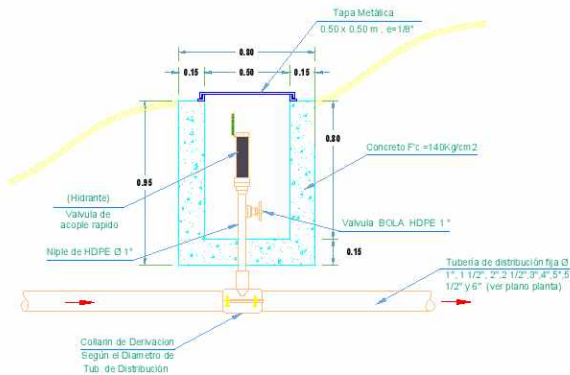 Tapa Metálica
0.50 x 0.50 m , e=1/8"
0.80
0.15
0.50
0.15
0.95
0.80
Concreto F'c =140Kg/cm2
(Hidrante)
Valvula de
acople rapido
Valvula BOLA HDPE 1"
Niple de HDPE Ø 1"
0.15
Tubería de distribución fija Ø
1", 1 1/2", 2",2 1/2",3",4",5",5
1/2" y 6" (ver plano planta)
Collarin de Derivacion
Según el Diametro de
Tub. de Distribución